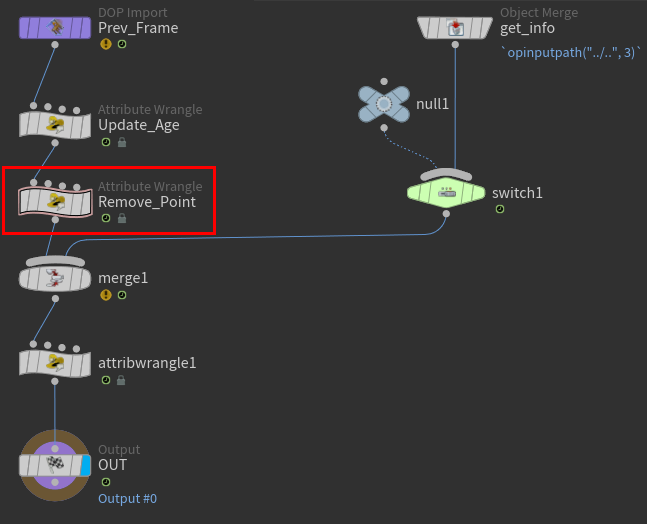 DOP Import
Prev_Frame
Object Merge
get_info
`opinputpath("../..", 3)`
null1
Attribute Wrangle
Update_Age
Attribute Wrangle
Remove_Point
switch1
merge1
attribwrangle1
Output
OUT
Output #0